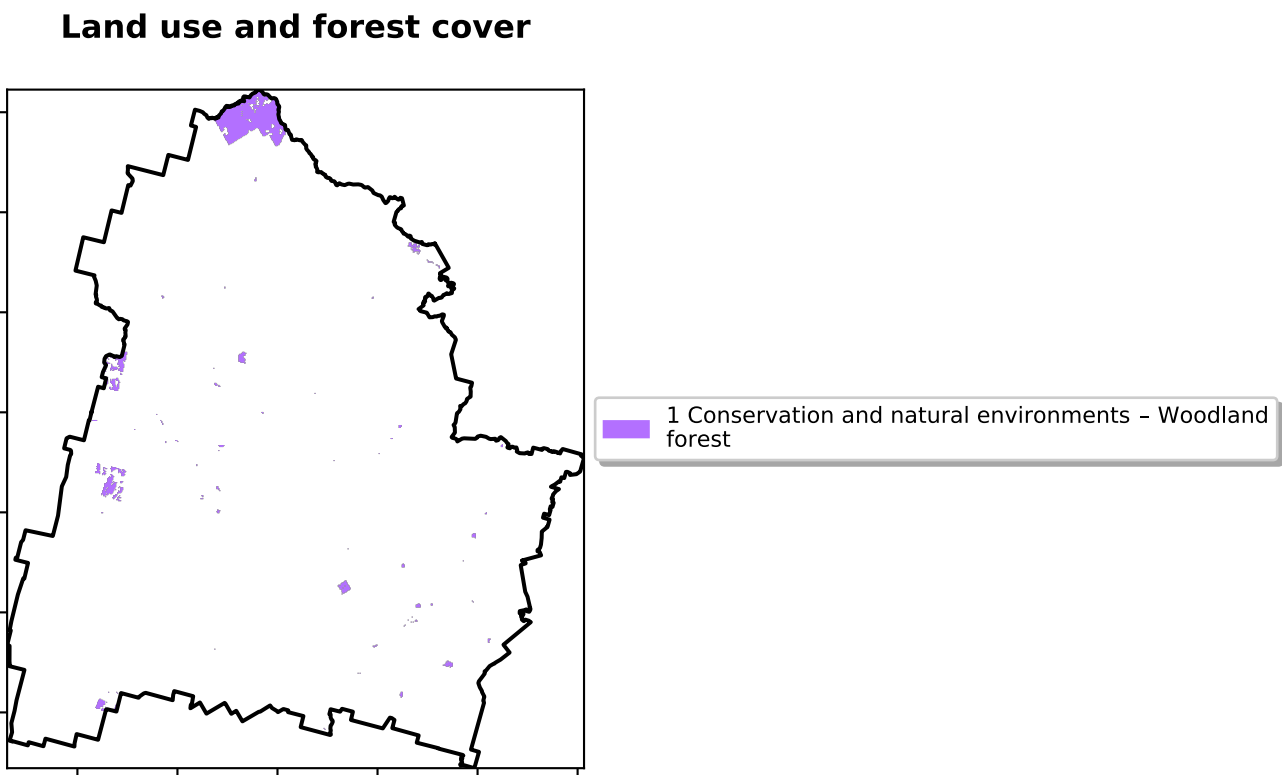 Land use and forest cover
1 Conservation and natural environments – Woodland
forest